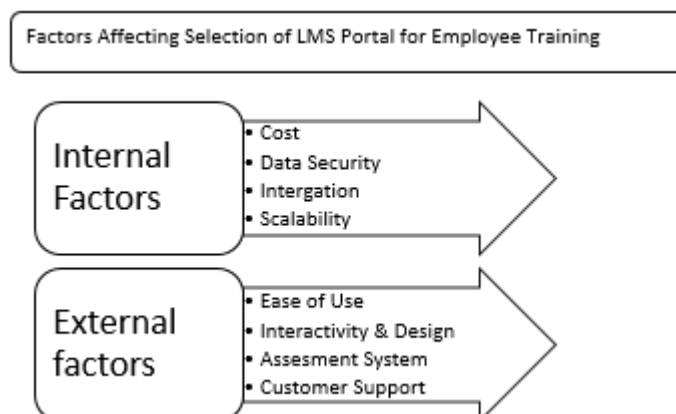 Factors Affecting Selection of LMS Portal for Employee Training
Internal
Factors
• Cost
• Data Security
• Intergation
• Scalability
External
factors
• Ease of Use
• Interactivity & Design
• Assesment System
• Customer Support